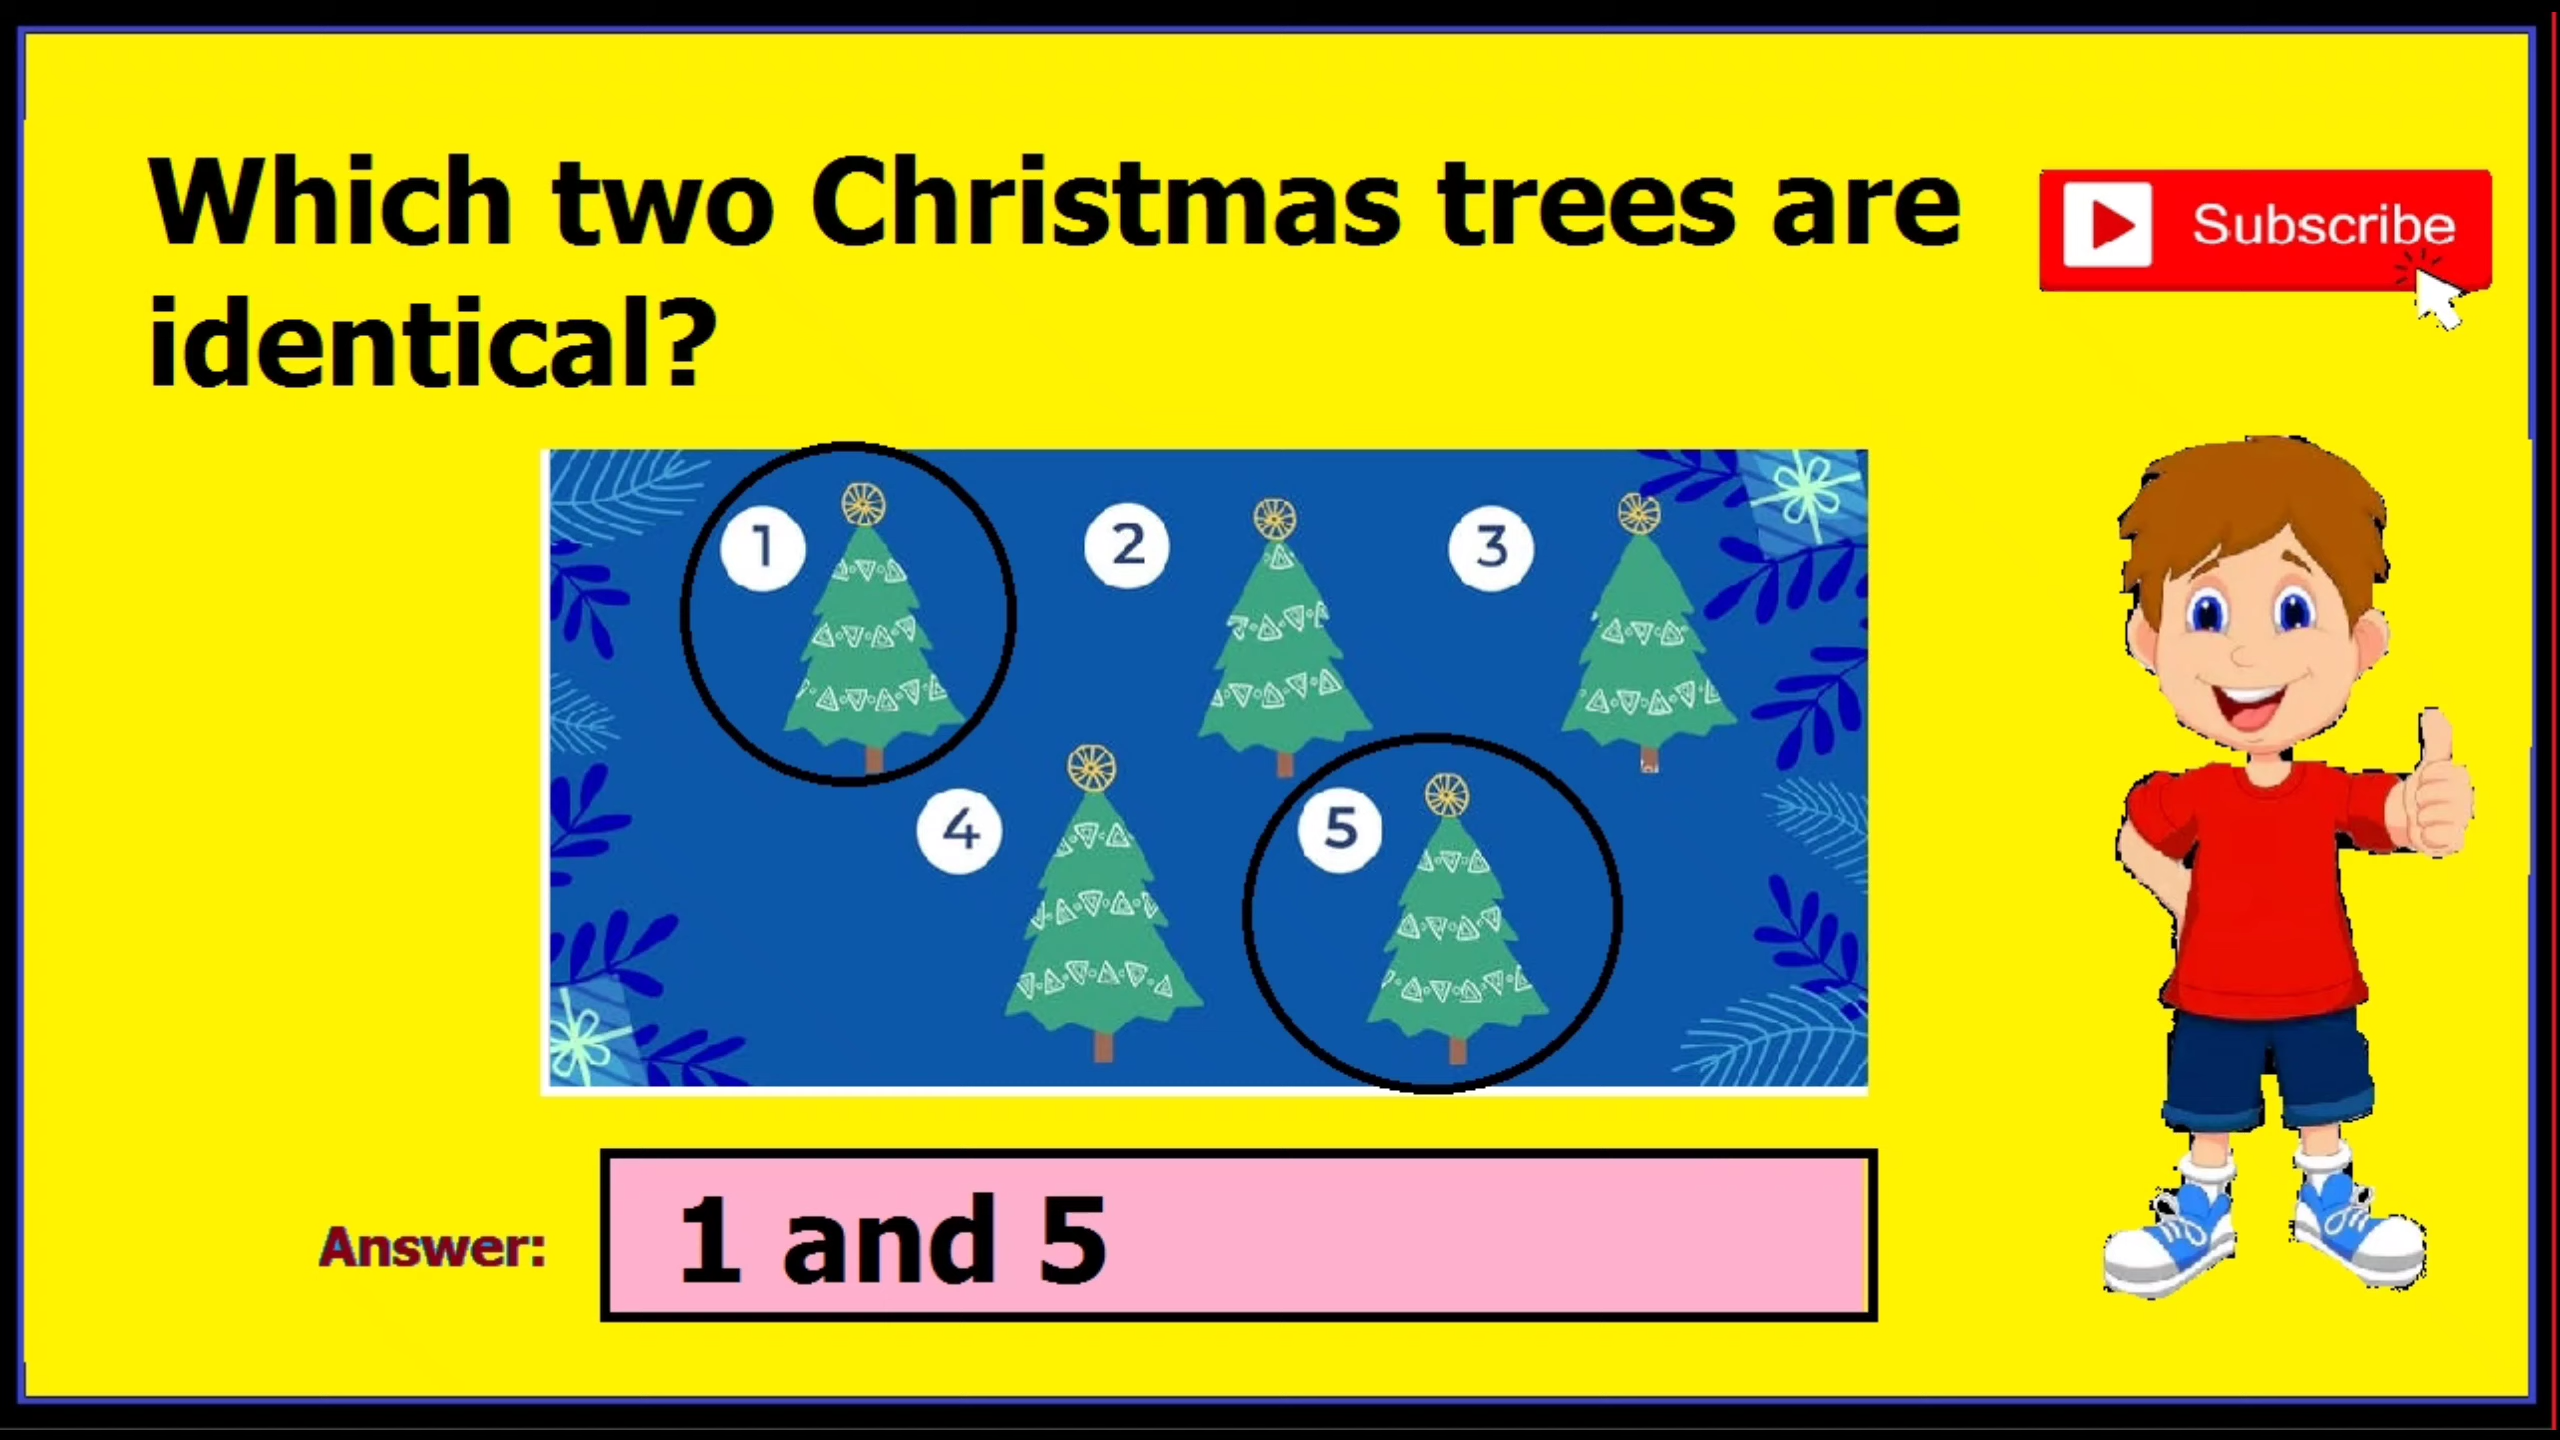 Which two Christmas trees are
identical?
Subscribe
1
2
3
4
5
Answer:
1 and 5